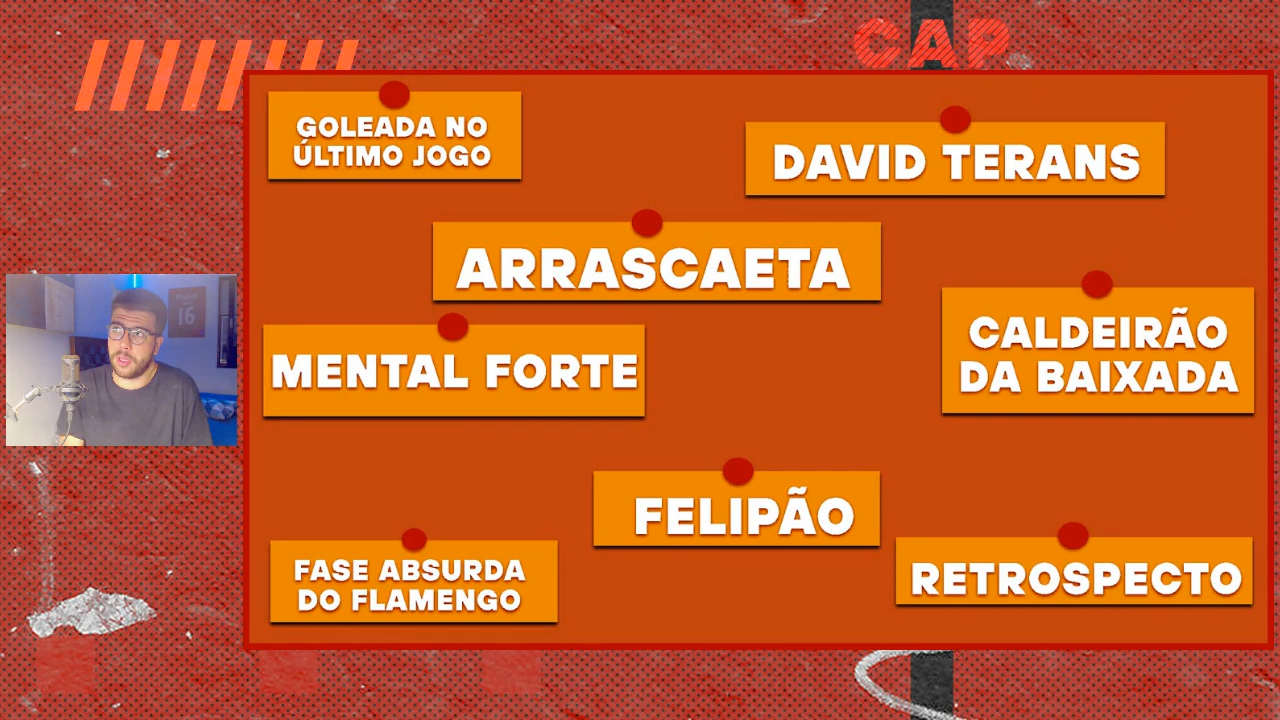 CAP
GOLEADA NO
ÚLTIMO JOGO
DAVID TERANS
ARRASCAETA
CALDEIRÃO
DA BAIXADA
MENTAL FORTE
16
FELIPÃO
FASE ABSURDA
DO FLAMENGO
RETROSPECTO